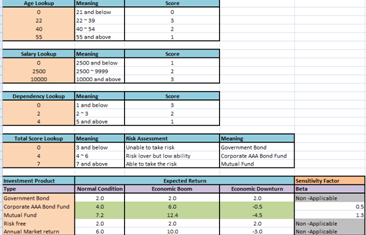 Age Lookup Meaning Score
0 21 and below 0
22 22 ~ 39 3
40 40 ~ 54 2
55 55 and above 1
Salary Lookup Meaning Score
0 2500 and below 1
2500 2500 ~ 9999 2
10000 10000 and above 3
Dependency Lookup Meaning Score
0 1 and below 3
2 2 ~ 3 2
4 5 and above 1
Total Score Lookup Meaning Risk Assessment Meaning
0 3 and below Unable to take risk Government Bond
4 4 ~ 6 Risk lover but low ability Corporate AAA Bond Fund
7 7 and above Able to take the risk Mutual Fund
Investment Product Expected Return Sensitivity Factor
Type Normal Condition Economic Boom Economic Downturn Beta
Government Bond 2.0 2.0 2.0 Non -Applicable
Corporate AAA Bond Fund 4.0 6.0 -0.5 0.5
Mutual Fund 7.2 12.4 -4.5 1.3
Risk free 2.0 2.0 2.0 Non -Applicable
Annual Market return 6.0 10.0 -3.0 Non -Applicable